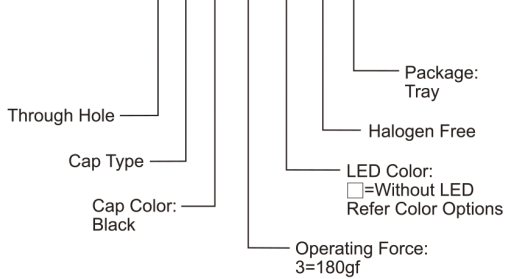 Package:
Tray
Through Hole
Halogen Free
Cap Type
LED Color:
□=Without LED
Refer Color Options
Cap Color:
Black
Operating Force:
3=180gf